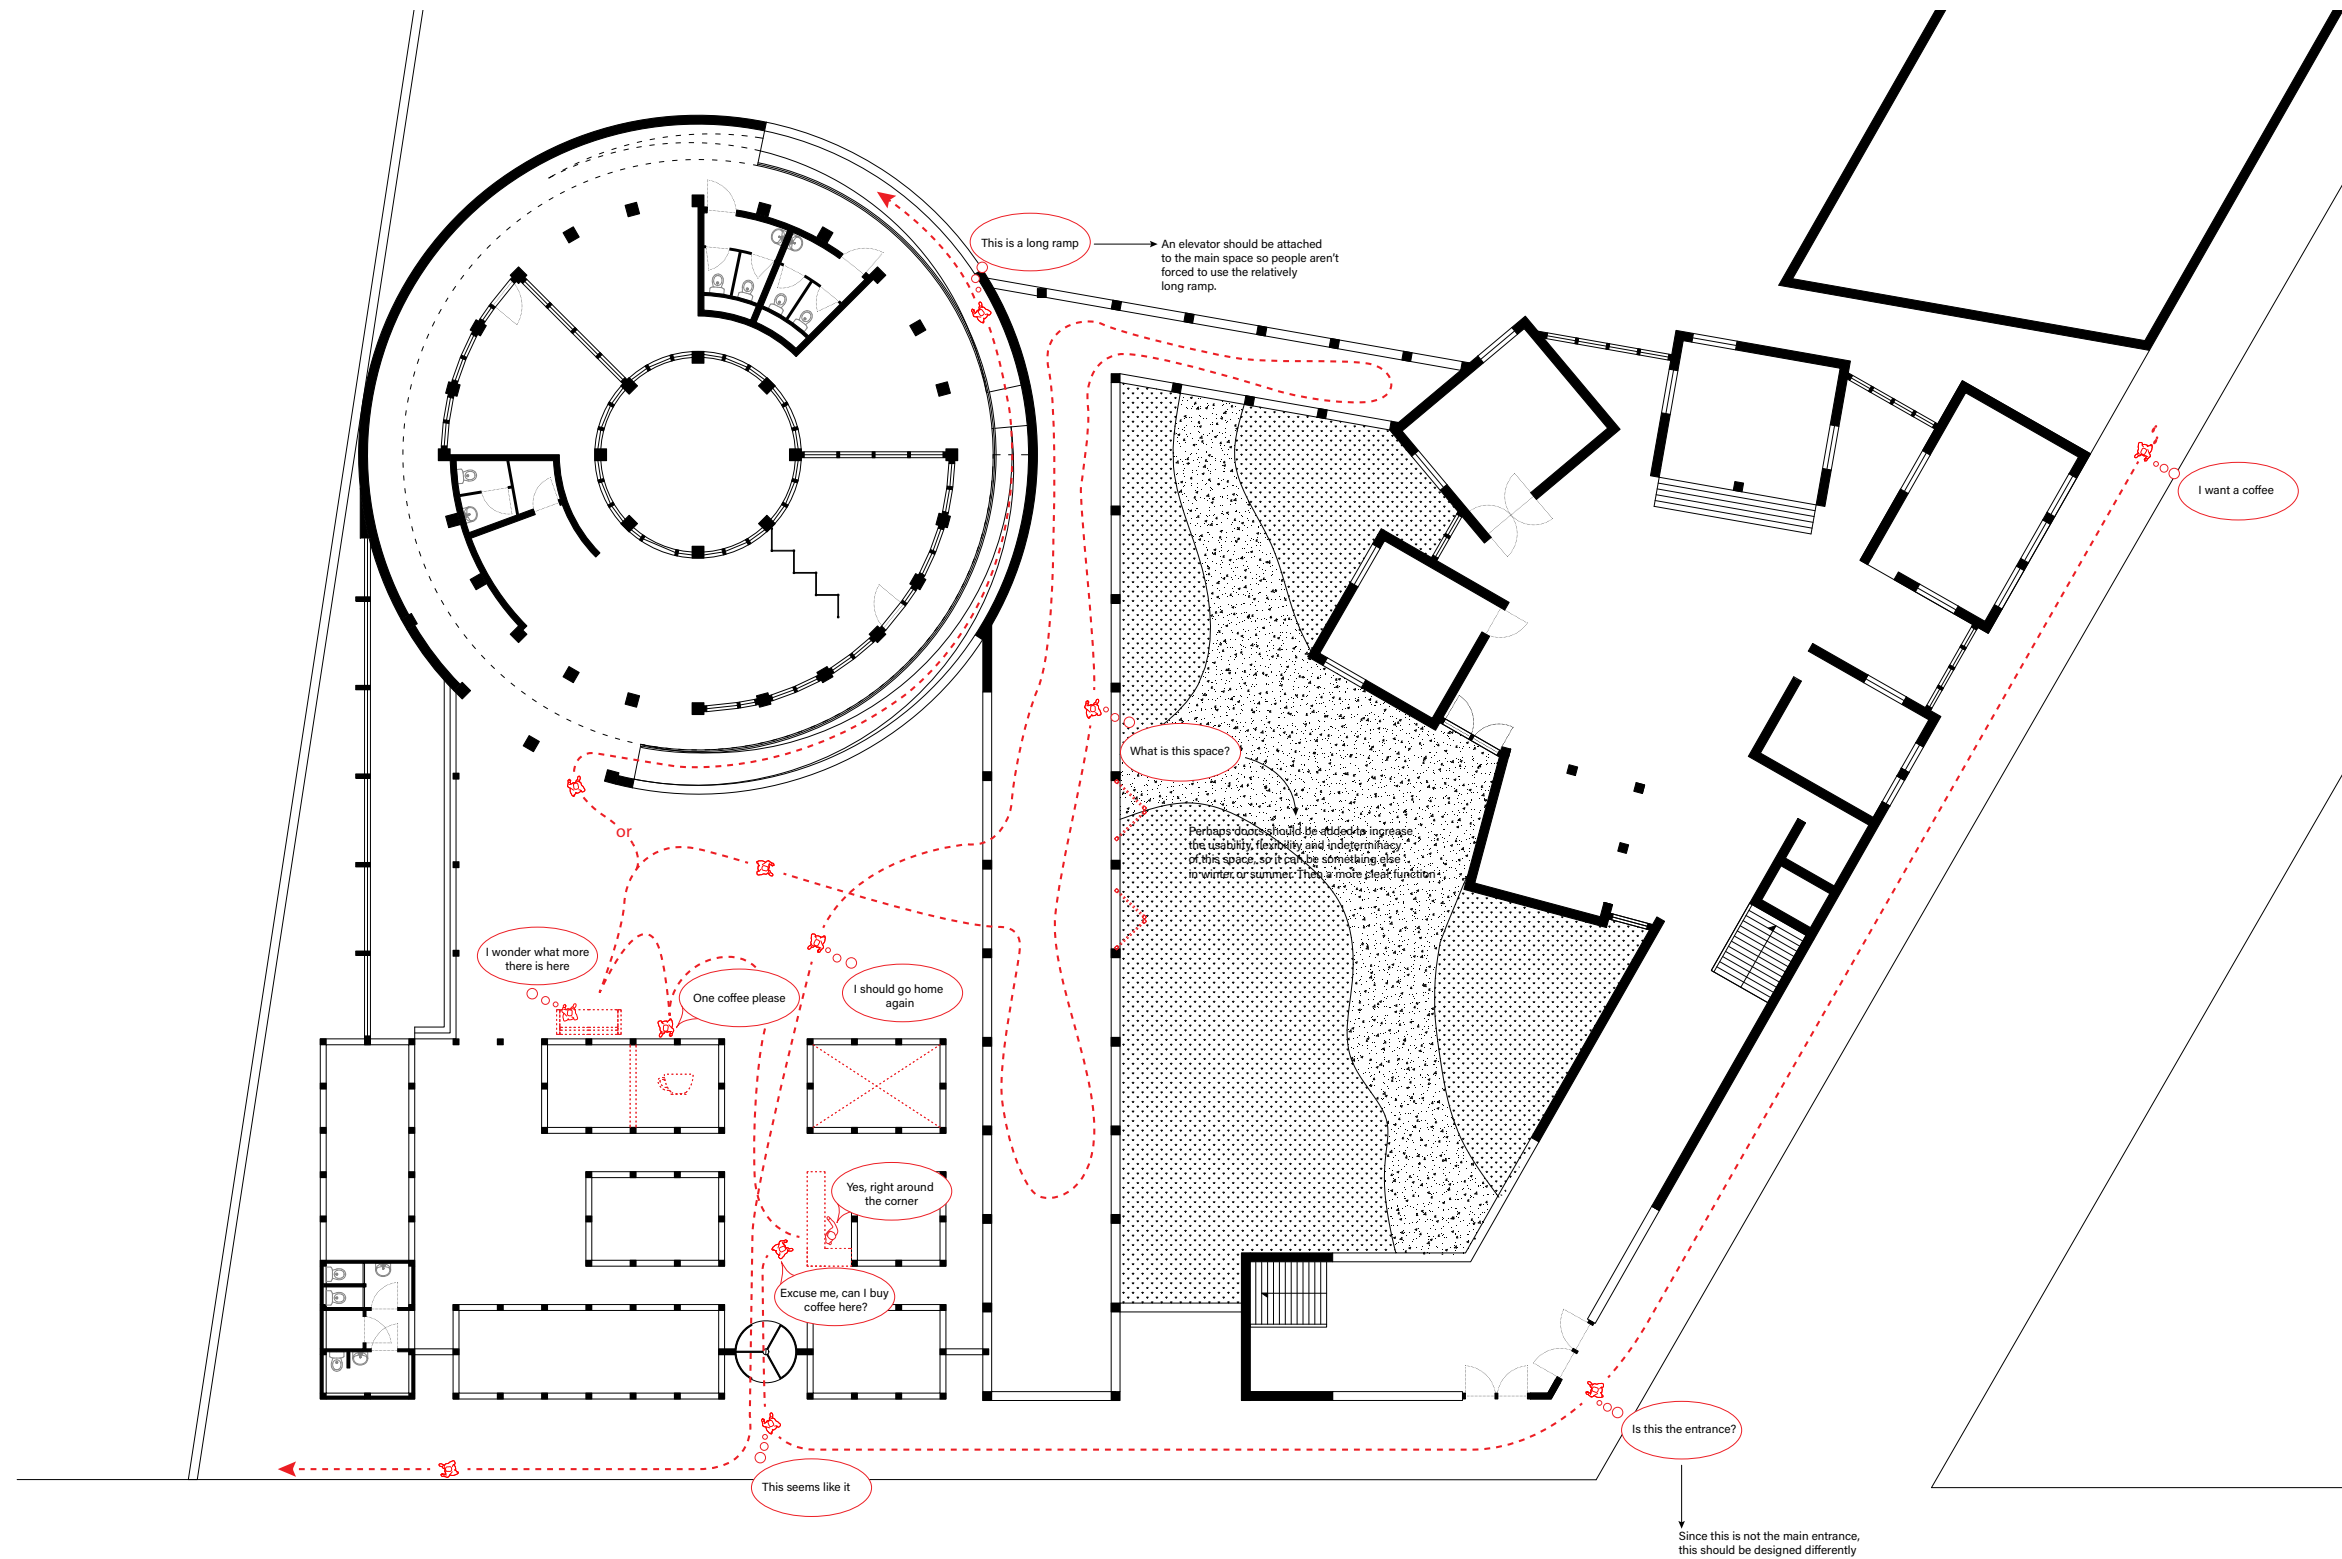 This is a long ramp
An elevator should be attached
to the main space so people aren't
forced to use the relatively
long ramp.
I want a coffee
What is this space?
Perhaps doors should be added to increase
the usability, flexibility and indeterminacy
of this space, so it can be something else
in winter or summer. Then a more clear function
or
I wonder what more
there is here
One coffee please
I should go home
again
Yes, right around
the corner
Excuse me, can I buy
coffee here?
Is this the entrance?
This seems like it
Since this is not the main entrance,
this should be designed differently